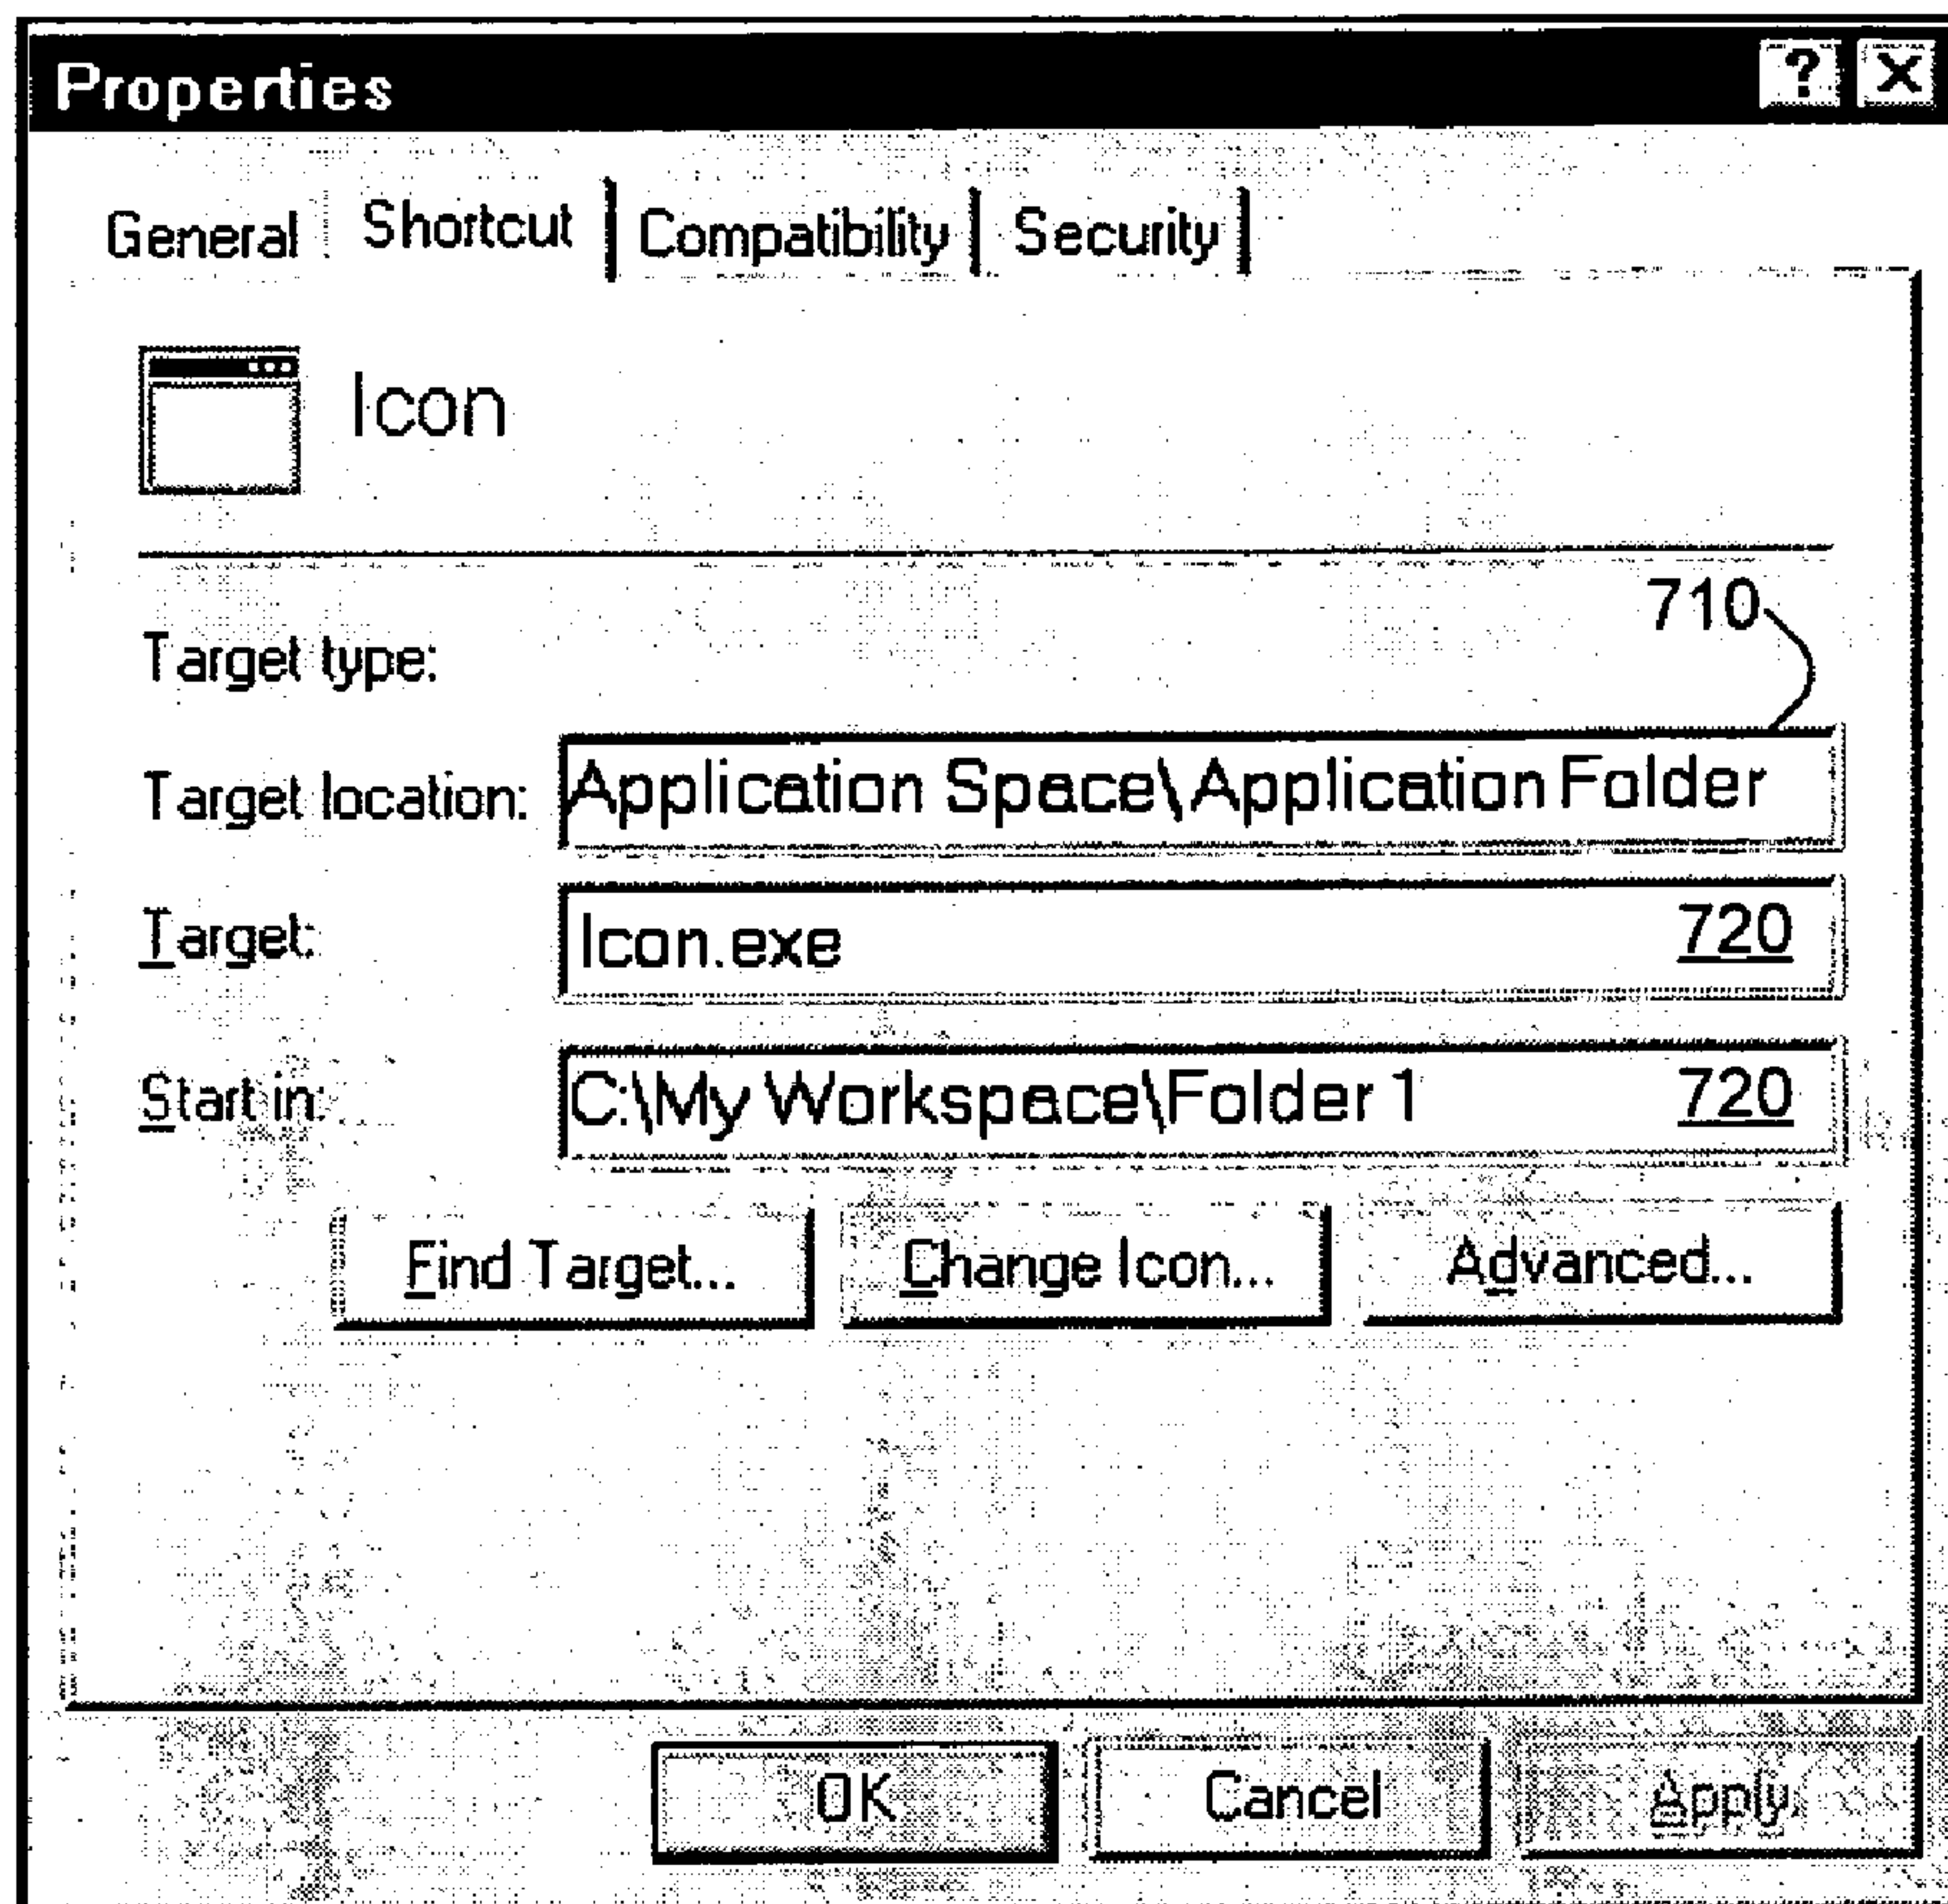 Properties ? X
General Shortcut Compatibility Security
Icon
710
Target type:
Target location: Application Space\Application Folder
Target: Icon.exe 720
Start in: C:\My Workspace\Folder 1 720
Find Target... Change Icon... Advanced...
OK Cancel Apply